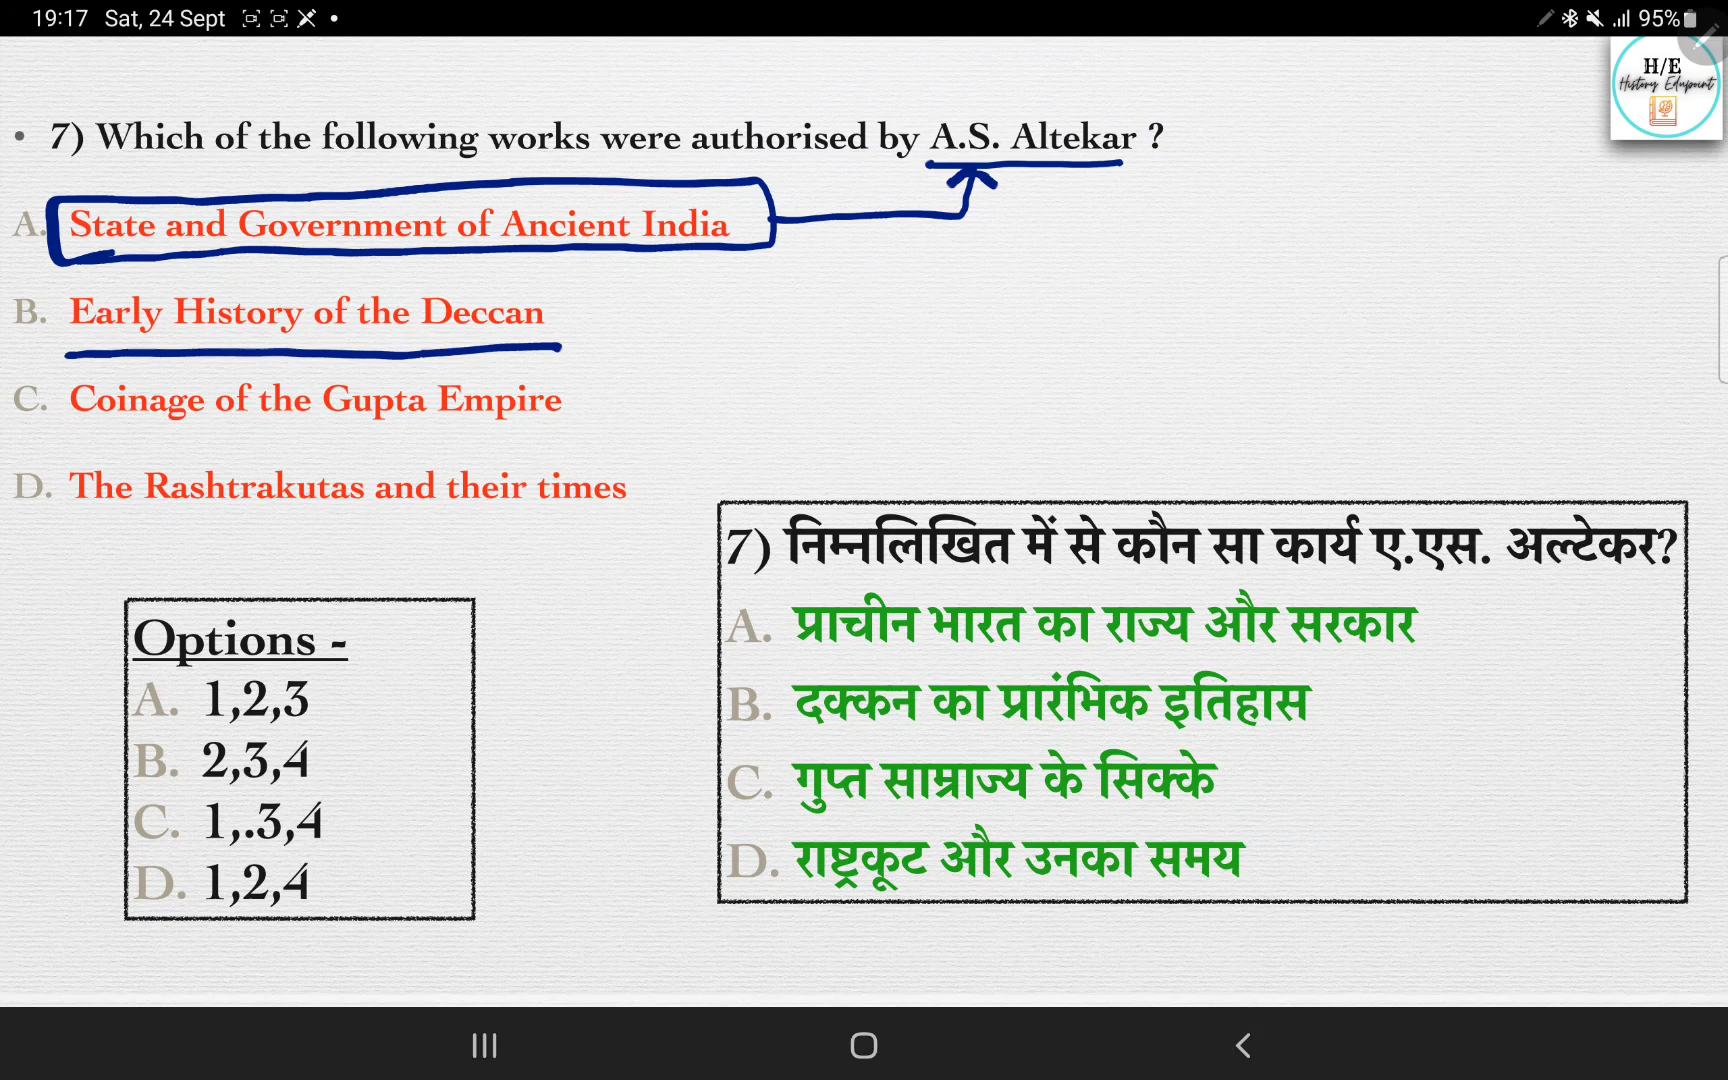 19:17 Sat, 24 Sept
95%
H/E
History Edupoint
• 7) Which of the following works were authorised by A.S. Altekar ?
A. State and Government of Ancient India
B. Early History of the Deccan
C. Coinage of the Gupta Empire
D. The Rashtrakutas and their times
Options -
A. 1,2,3
B. 2,3,4
C. 1,.3,4
D. 1,2,4
7) निम्नलिखित में से कौन सा कार्य ए.एस. अल्टेकर?
A. प्राचीन भारत का राज्य और सरकार
B. दक्कन का प्रारंभिक इतिहास
C. गुप्त साम्राज्य के सिक्के
D. राष्ट्रकूट और उनका समय